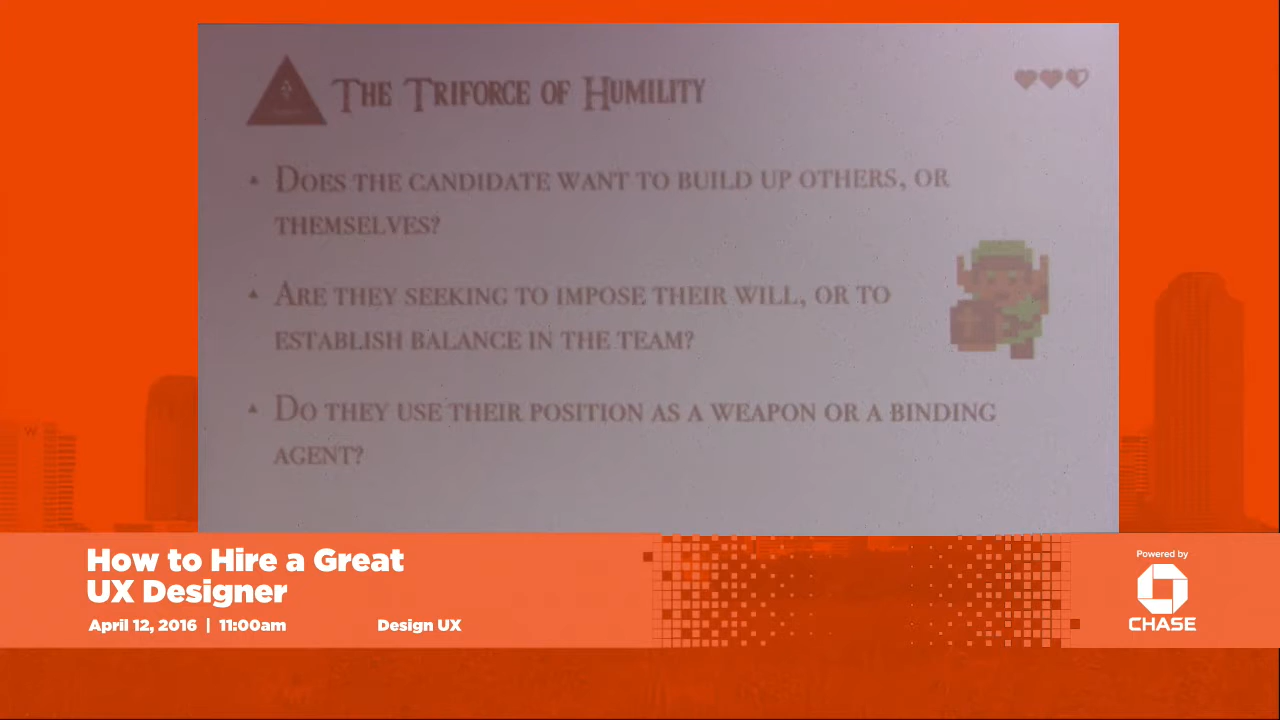 The Triforce of Humility
Does the candidate want to build up others, or
themselves?
Are they seeking to impose their will, or to
establish balance in the team?
Do they use their position as a weapon or a binding
agent?
How to Hire a Great
UX Designer
April 12, 2016 | 11:00am
Design UX
Powered by
CHASE